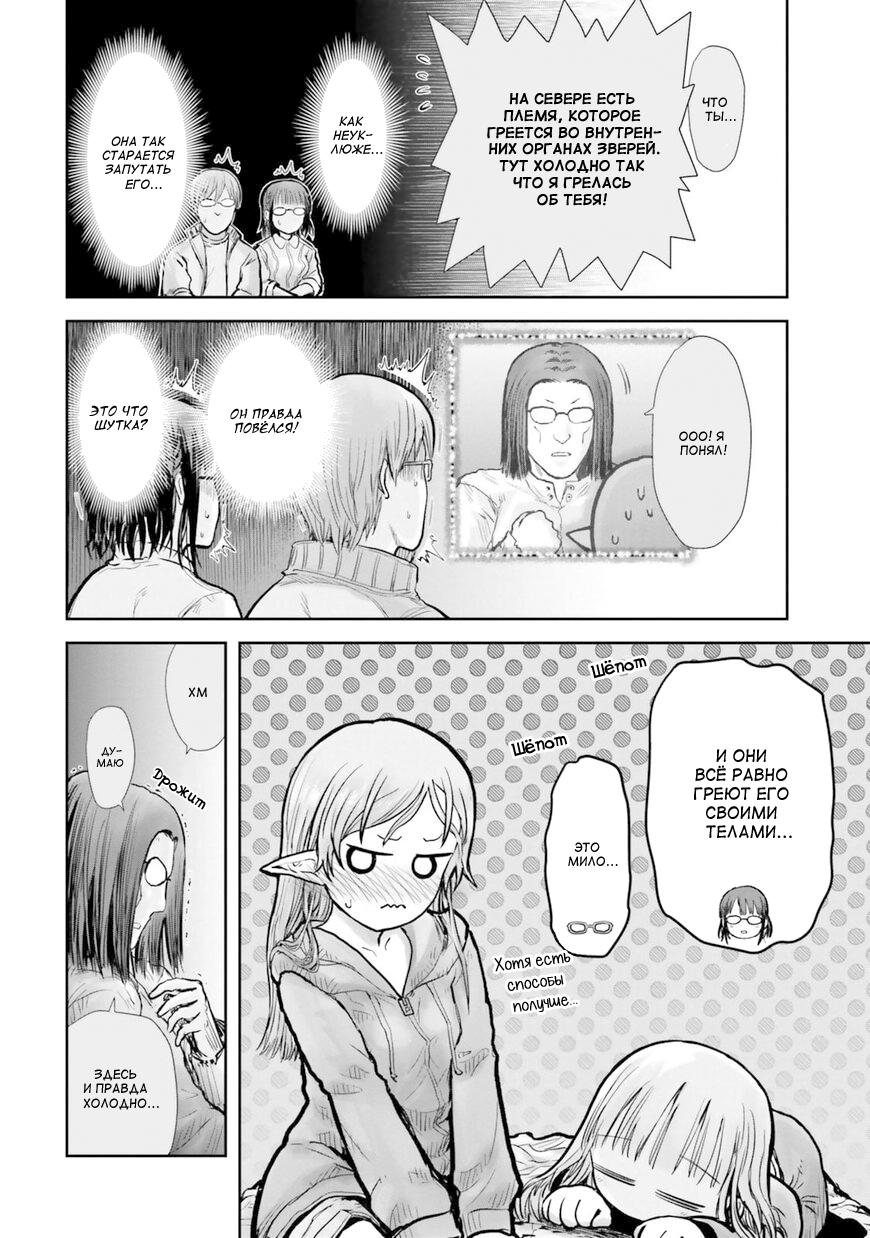 ЧТО
ТЫ...
НА СЕВЕРЕ ЕСТЬ
ПЛЕМЯ, КОТОРОЕ
ГРЕЕТСЯ ВО ВНУТРЕН-
НИХ ОРГАНАХ ЗВЕРЕЙ.
ТУТ ХОЛОДНО ТАК
ЧТО Я ГРЕЛАСЬ
ОБ ТЕБЯ!
КАК
НЕУК-
ЛЮЖЕ...
ОНА ТАК
СТАРАЕТСЯ
ЗАПУТАТЬ
ЕГО...
ООО! Я
ПОНЯЛ!
ОН ПРАВДА
ПОВЁЛСЯ!
ЭТО ЧТО
ШУТКА?
И ОНИ
ВСЁ РАВНО
ГРЕЮТ ЕГО
СВОИМИ
ТЕЛАМИ...
Шёпот
Шёпот
ЭТО
МИЛО...
Хотя есть
способы
получше...
ХМ
ДУ-
МАЮ
Дрожит
ЗДЕСЬ
И ПРАВДА
ХОЛОДНО...